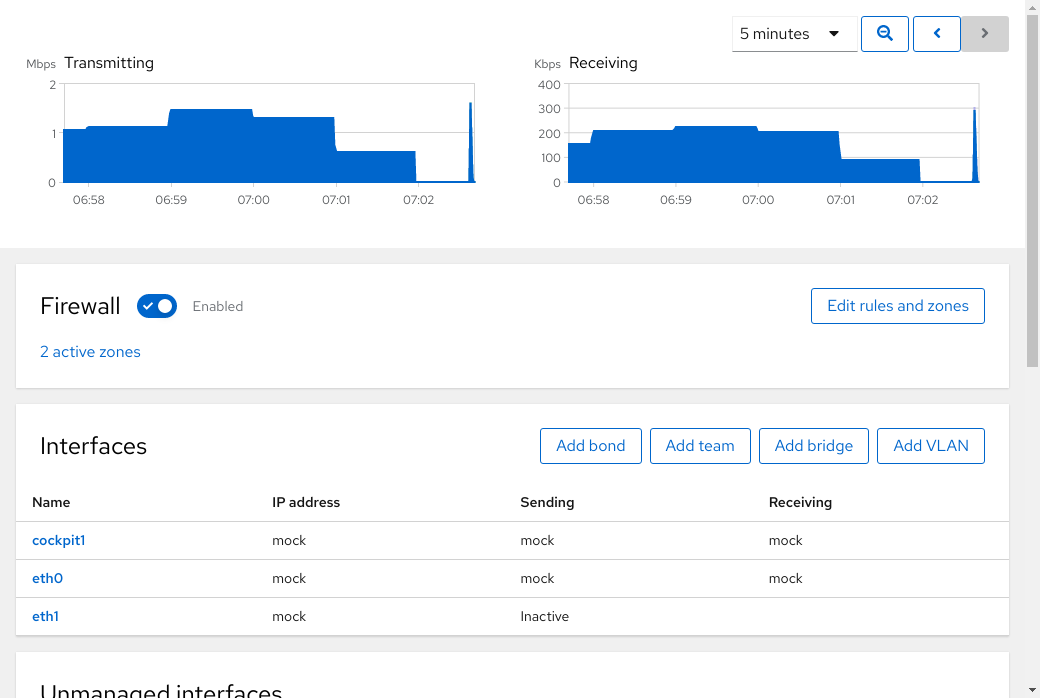 5 minutes
Mbps Transmitting
2
1
0
06:58 06:59 07:00 07:01 07:02
Kbps Receiving
400
300
200
100
0
06:58 06:59 07:00 07:01 07:02
Firewall Enabled Edit rules and zones
2 active zones
Interfaces Add bond Add team Add bridge Add VLAN
Name IP address Sending Receiving
cockpit1 mock mock mock
eth0 mock mock mock
eth1 mock Inactive
Unmanaged interfaces